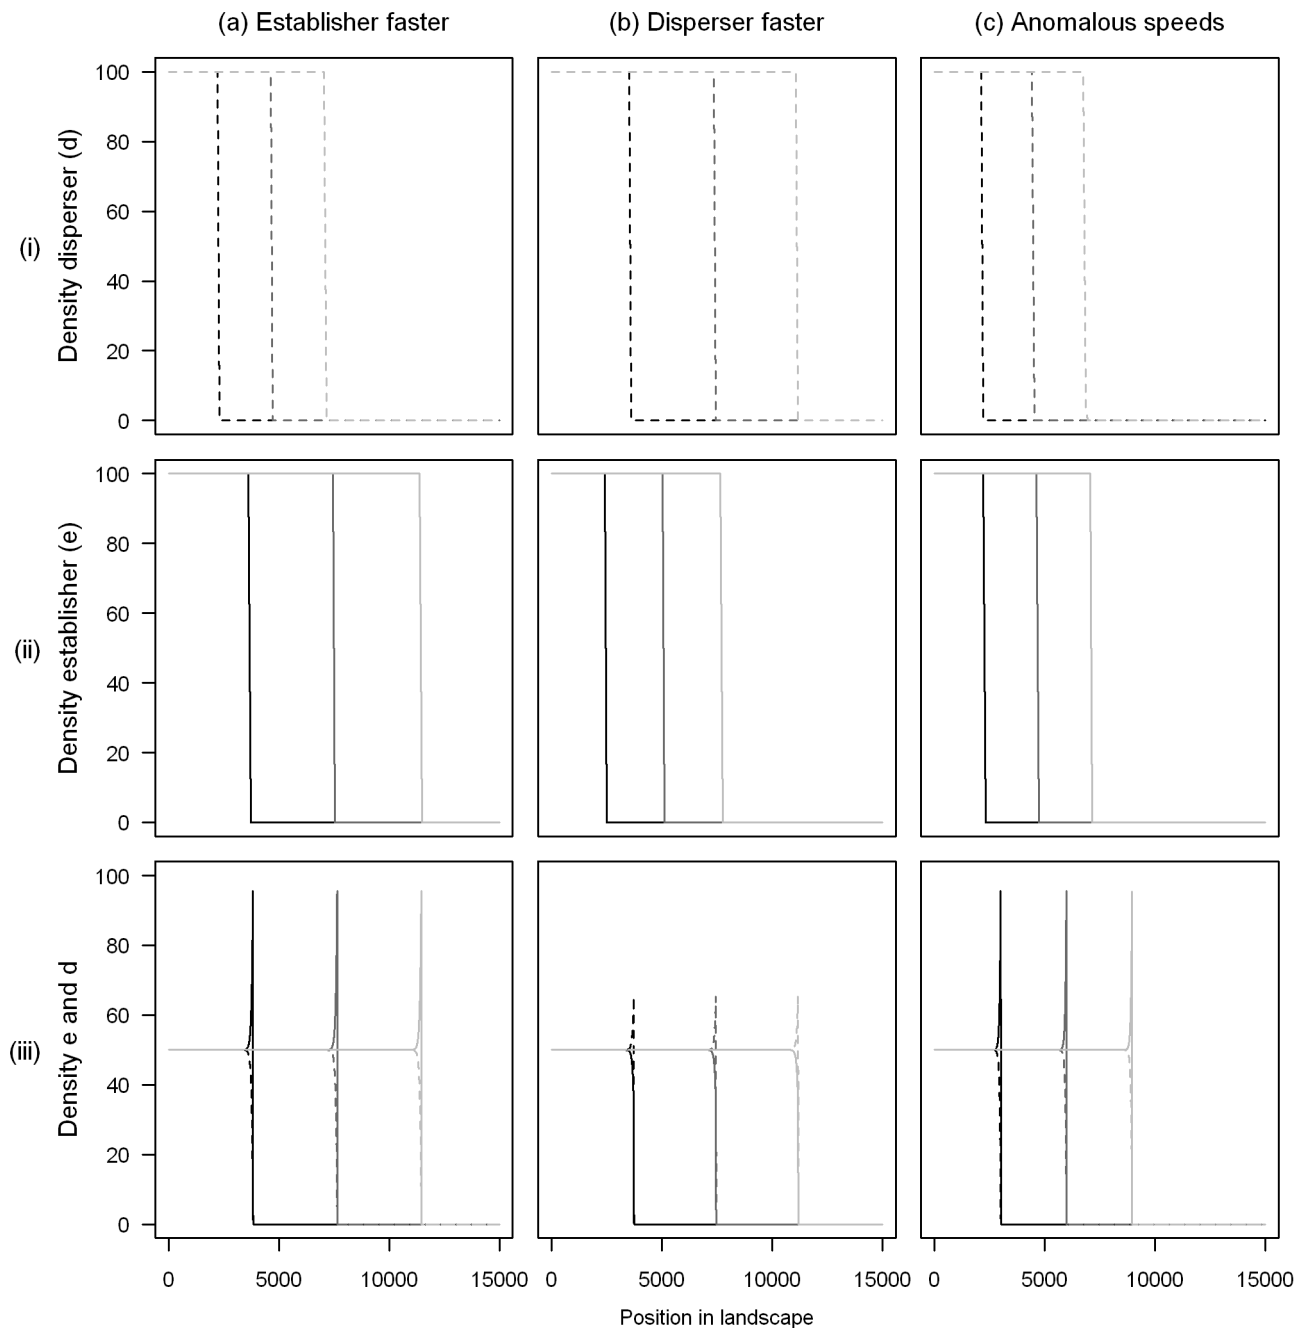 (a) Establisher faster
(b) Disperser faster
(c) Anomalous speeds
(i)
Density disperser (d)
100
80
60
40
20
0
(ii)
Density establisher (e)
100
80
60
40
20
0
(iii)
Density e and d
100
80
60
40
20
0
0 5000 10000 15000 0 5000 10000 15000 0 5000 10000 15000
Position in landscape